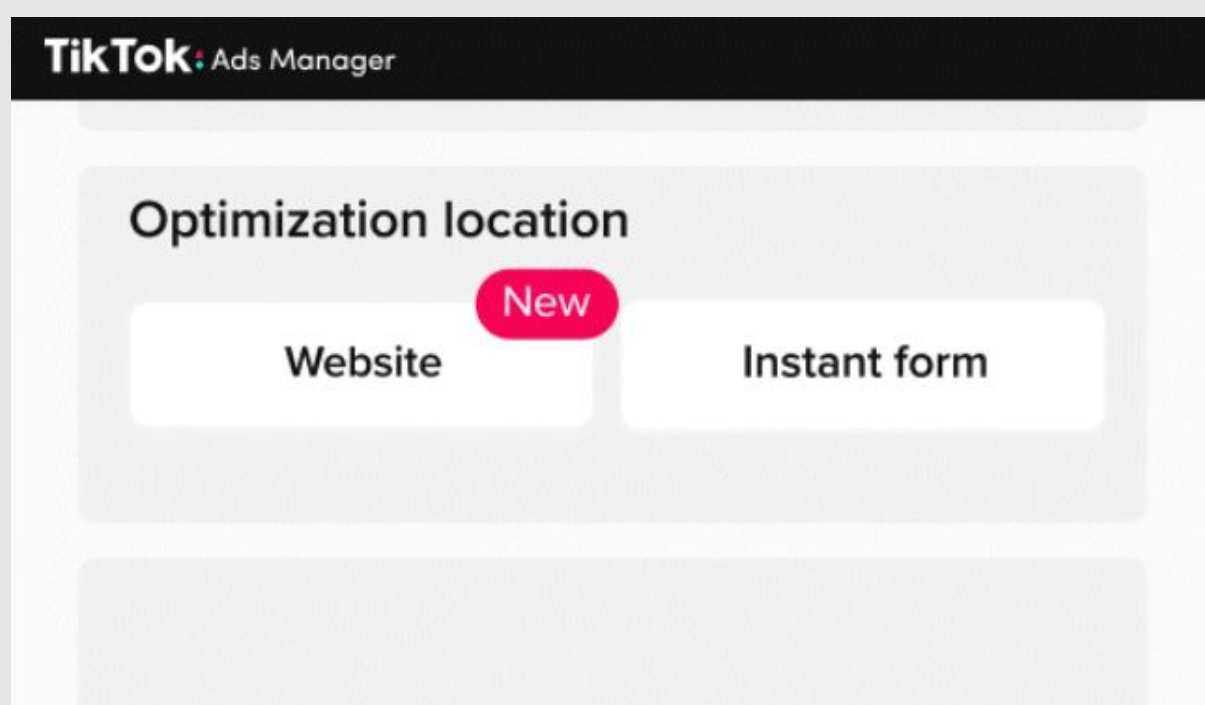 TikTok: Ads Manager
Optimization location
New
Website
Instant form